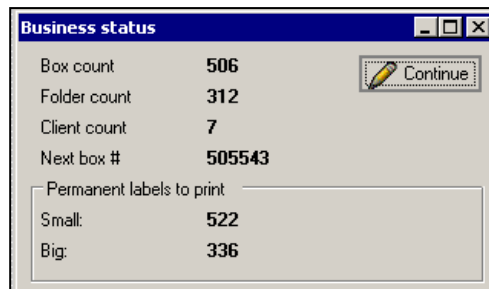 Business status
Box count 506 Continue
Folder count 312
Client count 7
Next box # 505543
Permanent labels to print
Small: 522
Big: 336